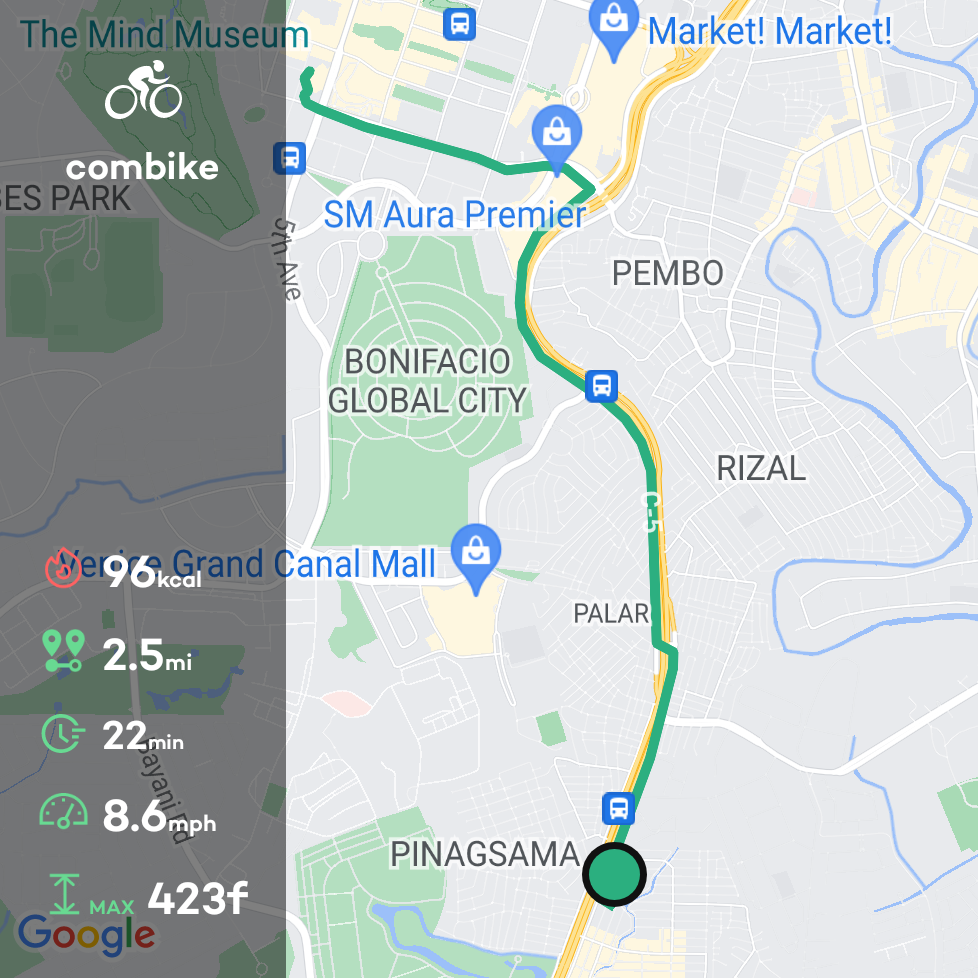 The Mind Museum
Market! Market!
combike
BES PARK
SM Aura Premier
5th Ave
PEMBO
BONIFACIO
GLOBAL CITY
RIZAL
C-5
Venice Grand Canal Mall
96kcal
PALAR
2.5mi
22min
Bayani Rd
8.6mph
PINAGSAMA
MAX 423f
Google